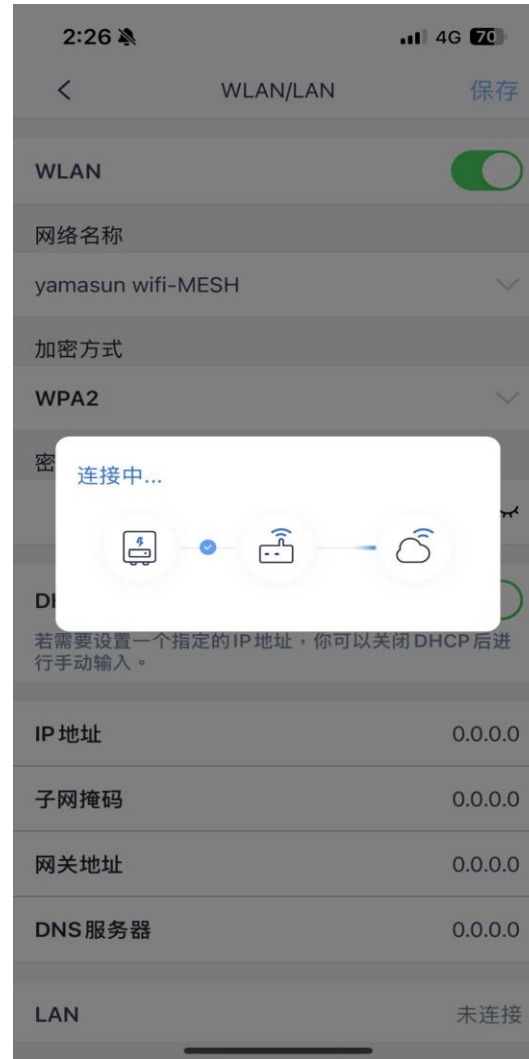 2:26
4G 70
WLAN/LAN
保存
WLAN
网络名称
yamasun wifi-MESH
加密方式
WPA2
密
连接中...
DH
若需要设置一个指定的IP地址，你可以关闭DHCP后进
行手动输入。
IP地址
0.0.0.0
子网掩码
0.0.0.0
网关地址
0.0.0.0
DNS服务器
0.0.0.0
LAN
未连接